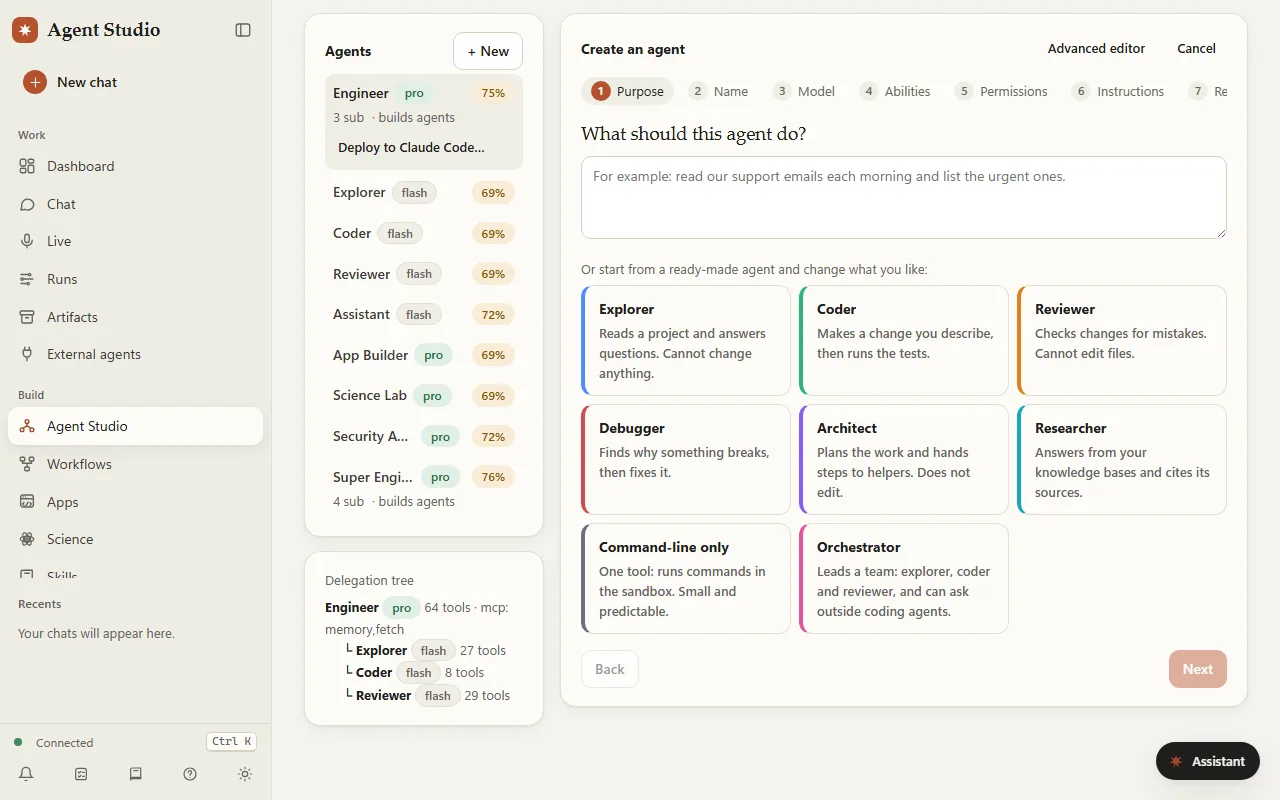 Agent Studio
New chat
Work
Dashboard
Chat
Live
Runs
Artifacts
External agents
Build
Agent Studio
Workflows
Apps
Science
Skills
Recents
Your chats will appear here.
Connected
Ctrl K
Agents
+ New
Engineer pro 75%
3 sub · builds agents
Deploy to Claude Code...
Explorer flash 69%
Coder flash 69%
Reviewer flash 69%
Assistant flash 72%
App Builder pro 69%
Science Lab pro 69%
Security A... pro 72%
Super Engi... pro 76%
4 sub · builds agents
Delegation tree
Engineer pro 64 tools · mcp:
memory,fetch
└ Explorer flash 27 tools
└ Coder flash 8 tools
└ Reviewer flash 29 tools
Create an agent
Advanced editor
Cancel
1 Purpose 2 Name 3 Model 4 Abilities 5 Permissions 6 Instructions 7 Re
What should this agent do?
For example: read our support emails each morning and list the urgent ones.
Or start from a ready-made agent and change what you like:
Explorer
Reads a project and answers
questions. Cannot change
anything.
Coder
Makes a change you describe,
then runs the tests.
Reviewer
Checks changes for mistakes.
Cannot edit files.
Debugger
Finds why something breaks,
then fixes it.
Architect
Plans the work and hands
steps to helpers. Does not
edit.
Researcher
Answers from your
knowledge bases and cites its
sources.
Command-line only
One tool: runs commands in
the sandbox. Small and
predictable.
Orchestrator
Leads a team: explorer, coder
and reviewer, and can ask
outside coding agents.
Back
Next
Assistant